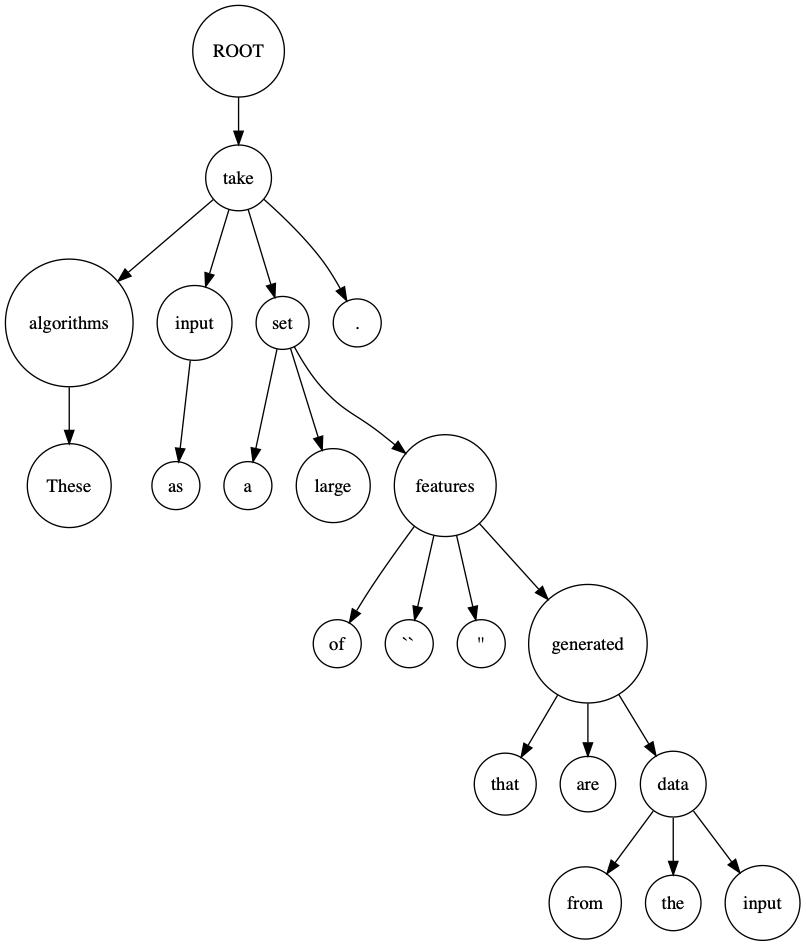 ROOT
take
algorithms input set .
These as a large features
of `` " generated
that are data
from the input